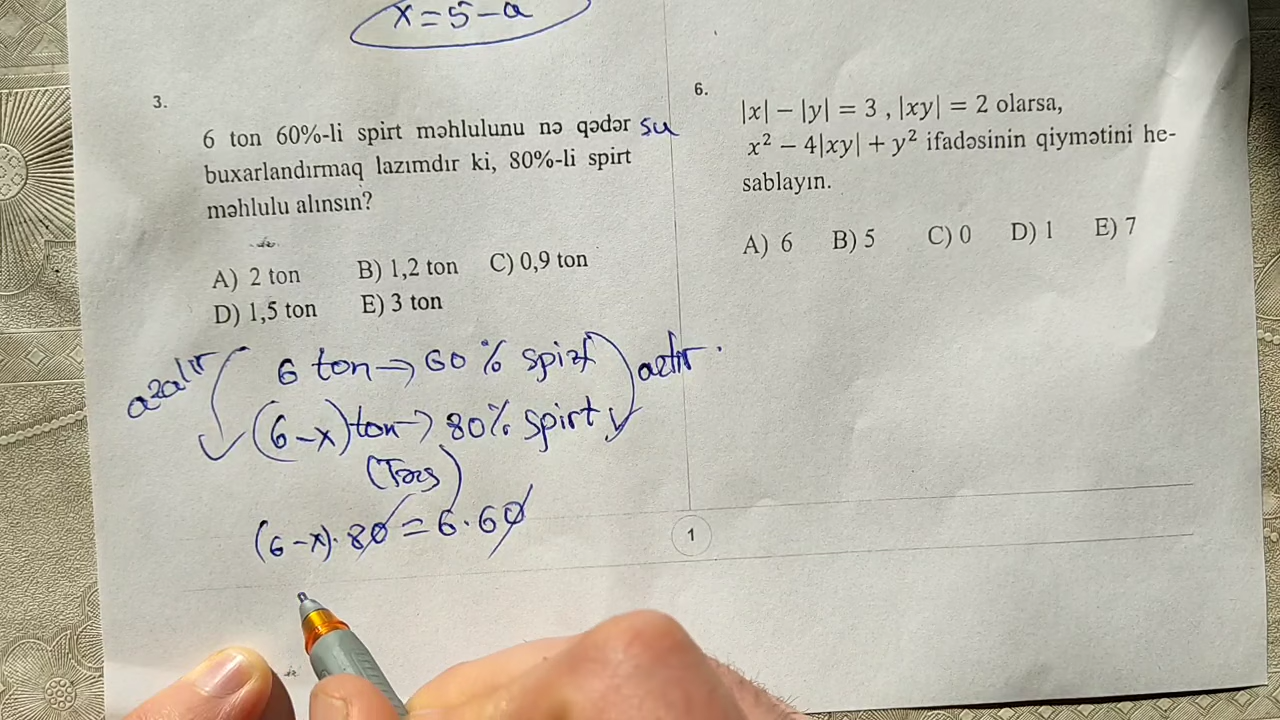 x=5-a
3.
6 ton 60%-li spirt məhlulunu nə qədər su
buxarlandırmaq lazımdır ki, 80%-li spirt
məhlulu alınsın?
A) 2 ton B) 1,2 ton C) 0,9 ton
D) 1,5 ton E) 3 ton
azalır 6 ton→60% spirt artır.
(6-x)ton→80% spirt
(Tərs)
(6-x)·80=6·60
6.
|x| − |y| = 3 , |xy| = 2 olarsa,
x² − 4|xy| + y² ifadəsinin qiymətini he-
sablayın.
A) 6 B) 5 C) 0 D) 1 E) 7
1